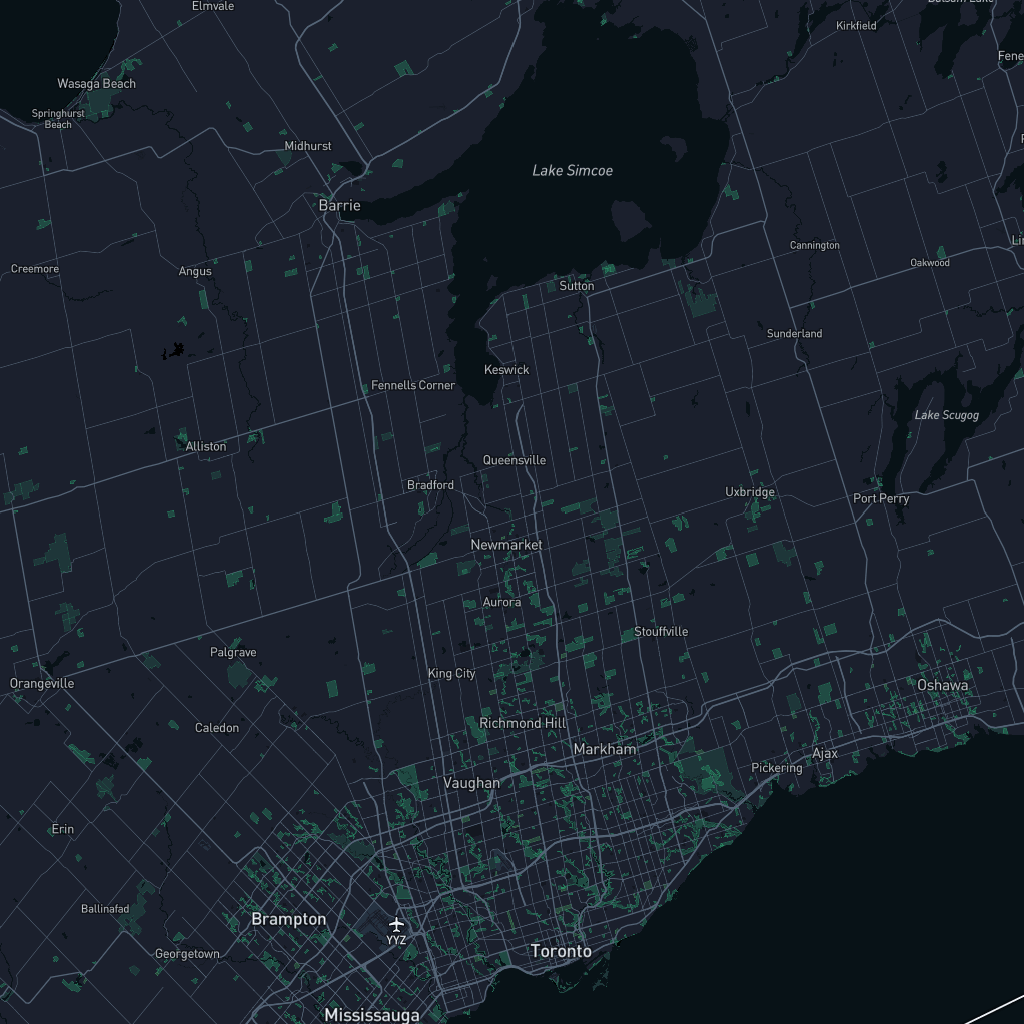 Elmvale
Kirkfield
Wasaga Beach
Springhurst
Beach
Midhurst
Lake Simcoe
Barrie
Cannington
Oakwood
Creemore
Angus
Sutton
Sunderland
Keswick
Fennells Corner
Lake Scugog
Alliston
Queensville
Bradford
Uxbridge
Port Perry
Newmarket
Aurora
Stouffville
Palgrave
King City
Orangeville
Oshawa
Caledon
Richmond Hill
Markham
Ajax
Pickering
Vaughan
Erin
Ballinafad
Brampton
YYZ
Georgetown
Toronto
Mississauga